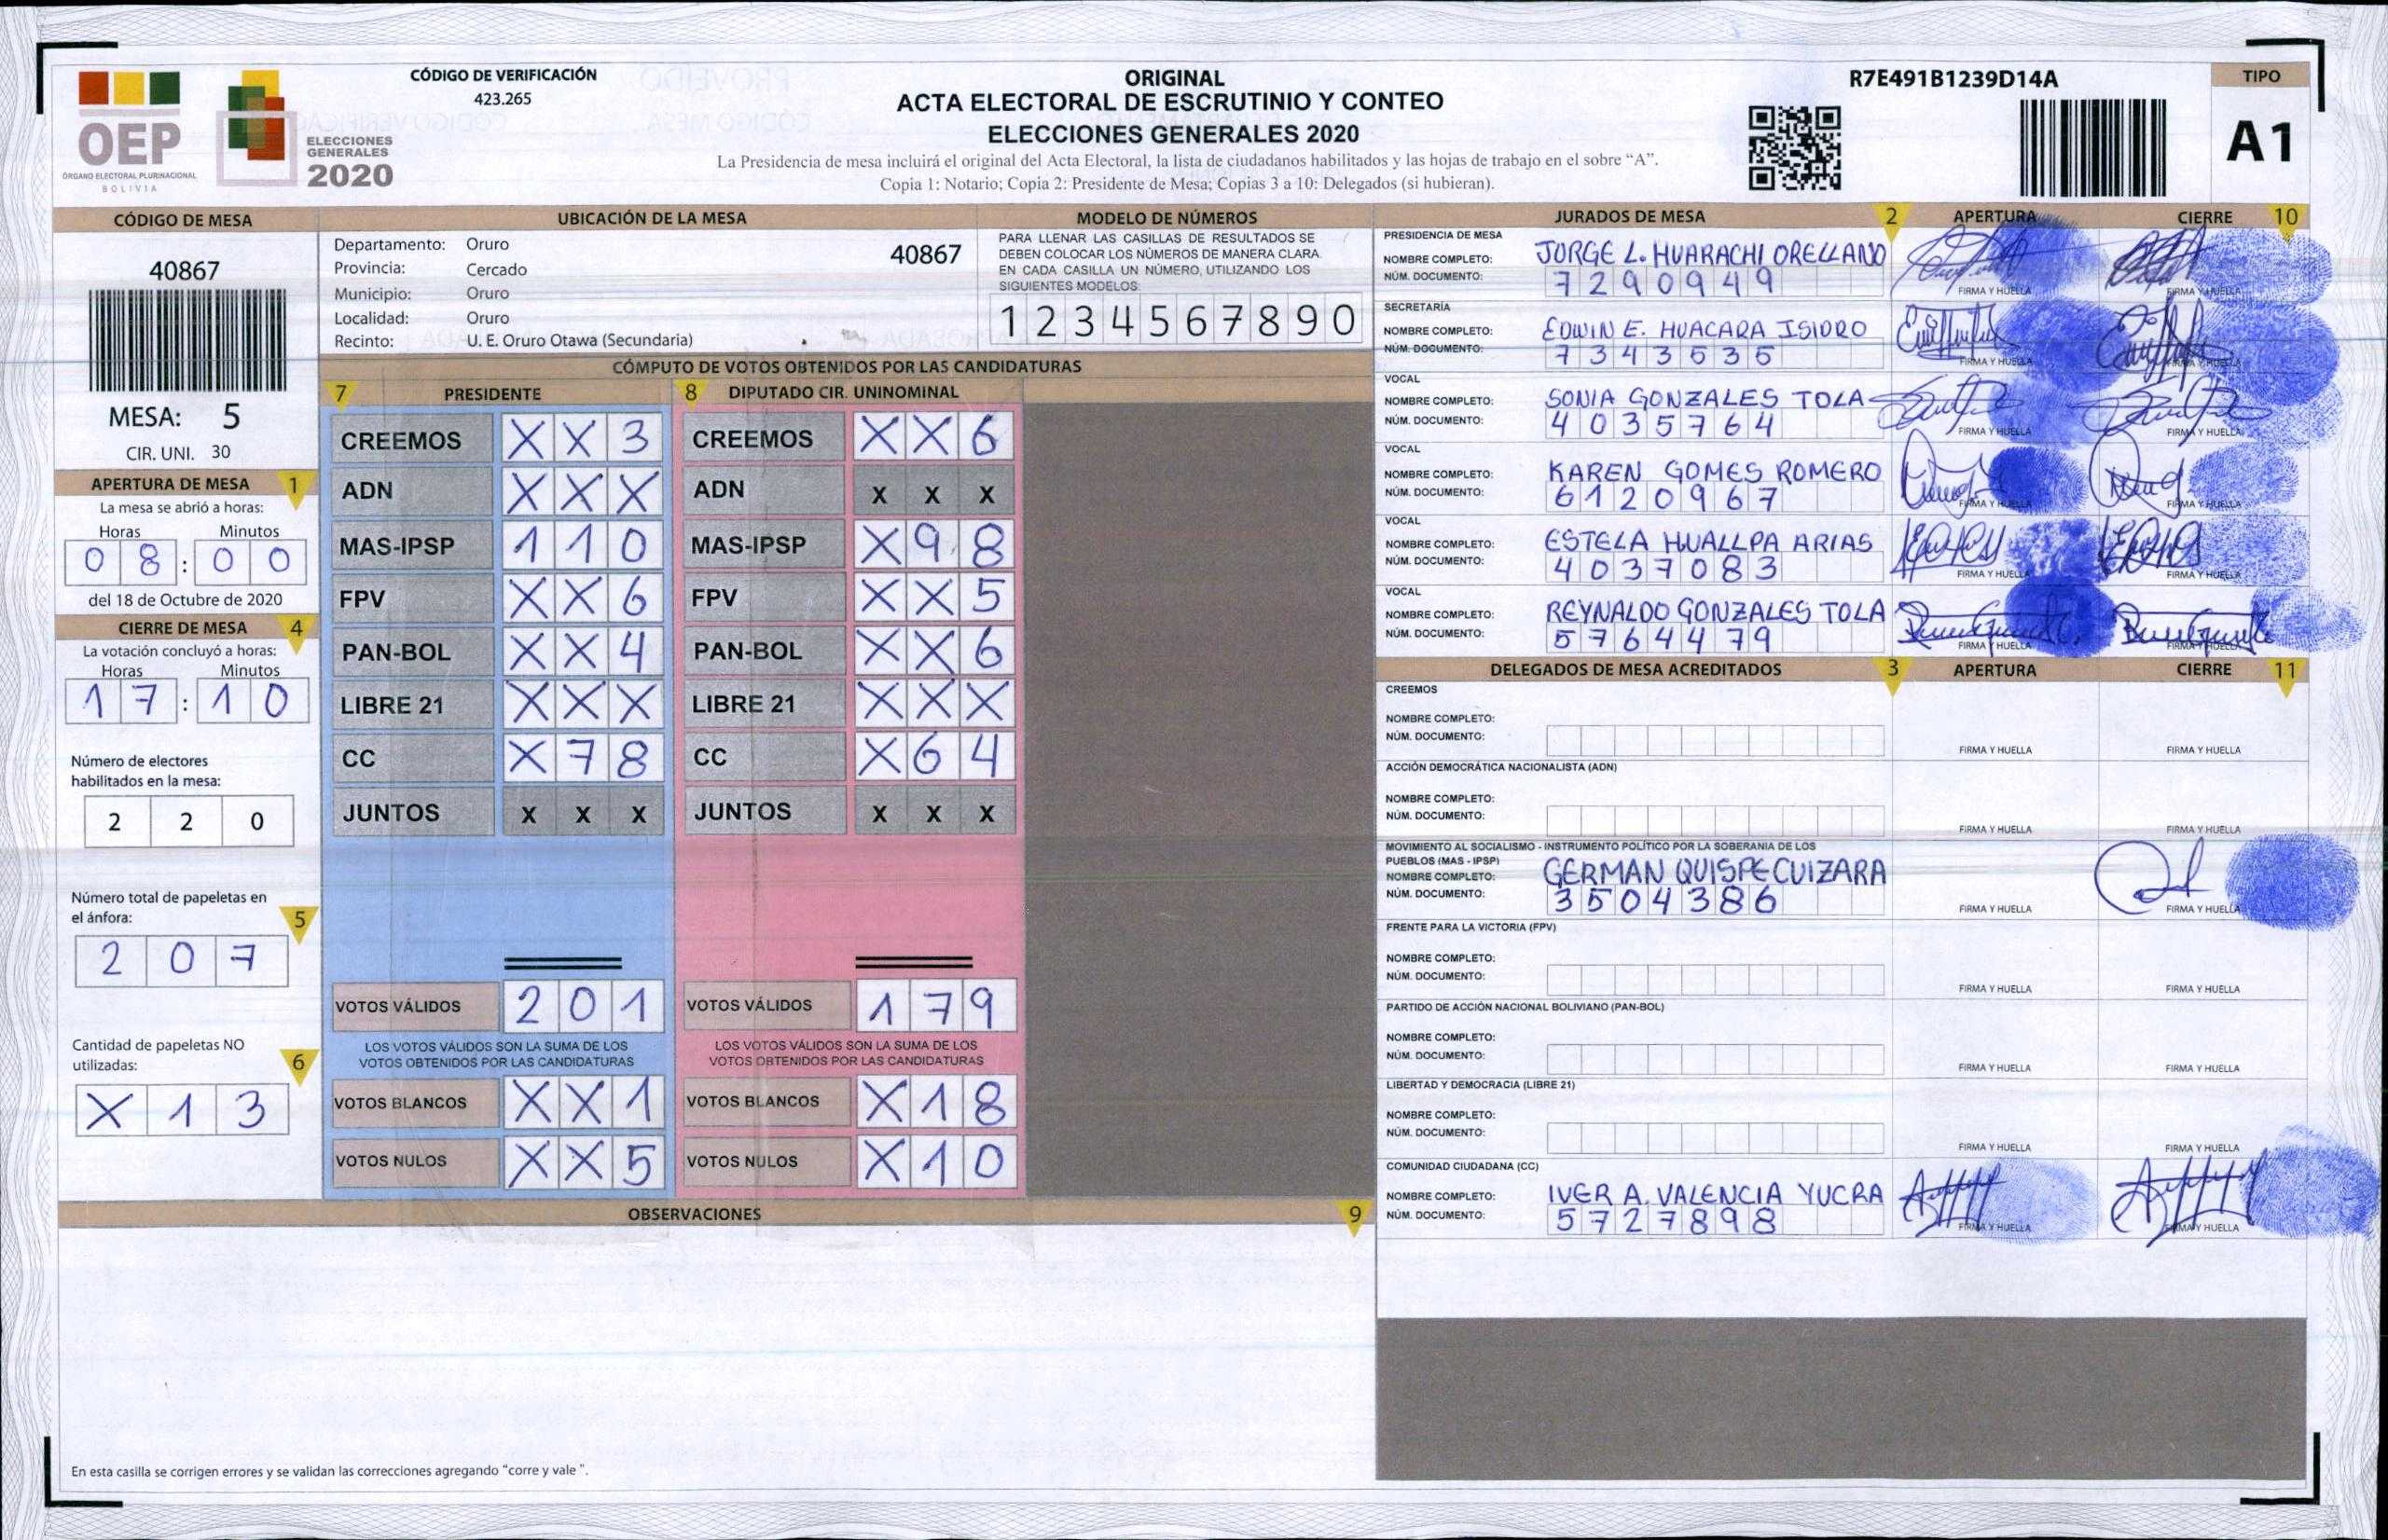 OEP
ÓRGANO ELECTORAL PLURINACIONAL
BOLIVIA
ELECCIONES
GENERALES
2020
CÓDIGO DE VERIFICACIÓN
423.265
ORIGINAL
ACTA ELECTORAL DE ESCRUTINIO Y CONTEO
ELECCIONES GENERALES 2020
La Presidencia de mesa incluirá el original del Acta Electoral, la lista de ciudadanos habilitados y las hojas de trabajo en el sobre “A”.
Copia 1: Notario; Copia 2: Presidente de Mesa; Copias 3 a 10: Delegados (si hubieran).
R7E491B1239D14A
TIPO
A1
CÓDIGO DE MESA
40867
MESA: 5
CIR. UNI. 30
APERTURA DE MESA 1
La mesa se abrió a horas:
Horas Minutos
0 8 : 0 0
del 18 de Octubre de 2020
CIERRE DE MESA 4
La votación concluyó a horas:
Horas Minutos
1 7 : 1 0
Número de electores
habilitados en la mesa:
2 2 0
Número total de papeletas en
el ánfora: 5
2 0 7
Cantidad de papeletas NO
utilizadas: 6
X 1 3
UBICACIÓN DE LA MESA
Departamento: Oruro 40867
Provincia: Cercado
Municipio: Oruro
Localidad: Oruro
Recinto: U. E. Oruro Otawa (Secundaria)
MODELO DE NÚMEROS
PARA LLENAR LAS CASILLAS DE RESULTADOS SE
DEBEN COLOCAR LOS NÚMEROS DE MANERA CLARA.
EN CADA CASILLA UN NÚMERO, UTILIZANDO LOS
SIGUIENTES MODELOS:
1 2 3 4 5 6 7 8 9 0
CÓMPUTO DE VOTOS OBTENIDOS POR LAS CANDIDATURAS
7 PRESIDENTE 8 DIPUTADO CIR. UNINOMINAL
CREEMOS X X 3 CREEMOS X X 6
ADN X X X ADN X X X
MAS-IPSP 1 1 0 MAS-IPSP X 9 8
FPV X X 6 FPV X X 5
PAN-BOL X X 4 PAN-BOL X X 6
LIBRE 21 X X X LIBRE 21 X X X
CC X 7 8 CC X 6 4
JUNTOS X X X JUNTOS X X X
VOTOS VÁLIDOS 2 0 1 VOTOS VÁLIDOS 1 7 9
LOS VOTOS VÁLIDOS SON LA SUMA DE LOS LOS VOTOS VÁLIDOS SON LA SUMA DE LOS
VOTOS OBTENIDOS POR LAS CANDIDATURAS VOTOS OBTENIDOS POR LAS CANDIDATURAS
VOTOS BLANCOS X X 1 VOTOS BLANCOS X 1 8
VOTOS NULOS X X 5 VOTOS NULOS X 1 0
OBSERVACIONES 9
En esta casilla se corrigen errores y se validan las correcciones agregando “corre y vale ”.
JURADOS DE MESA 2 APERTURA CIERRE 10
PRESIDENCIA DE MESA
NOMBRE COMPLETO: JORGE L. HUARACHI ORELLANO
NÚM. DOCUMENTO: 7290949
FIRMA Y HUELLA FIRMA Y HUELLA
SECRETARÍA
NOMBRE COMPLETO: EDWIN E. HUACARA ISIDRO
NÚM. DOCUMENTO: 7343535
FIRMA Y HUELLA FIRMA Y HUELLA
VOCAL
NOMBRE COMPLETO: SONIA GONZALES TOLA
NÚM. DOCUMENTO: 4035764
FIRMA Y HUELLA FIRMA Y HUELLA
VOCAL
NOMBRE COMPLETO: KAREN GOMES ROMERO
NÚM. DOCUMENTO: 6120967
FIRMA Y HUELLA FIRMA Y HUELLA
VOCAL
NOMBRE COMPLETO: ESTELA HUALLPA ARIAS
NÚM. DOCUMENTO: 4037083
FIRMA Y HUELLA FIRMA Y HUELLA
VOCAL
NOMBRE COMPLETO: REYNALDO GONZALES TOLA
NÚM. DOCUMENTO: 5764479
FIRMA Y HUELLA FIRMA Y HUELLA
DELEGADOS DE MESA ACREDITADOS 3 APERTURA CIERRE 11
CREEMOS
NOMBRE COMPLETO:
NÚM. DOCUMENTO:
FIRMA Y HUELLA FIRMA Y HUELLA
ACCIÓN DEMOCRÁTICA NACIONALISTA (ADN)
NOMBRE COMPLETO:
NÚM. DOCUMENTO:
FIRMA Y HUELLA FIRMA Y HUELLA
MOVIMIENTO AL SOCIALISMO - INSTRUMENTO POLÍTICO POR LA SOBERANIA DE LOS
PUEBLOS (MAS - IPSP)
NOMBRE COMPLETO: GERMAN QUISPE CUIZARA
NÚM. DOCUMENTO: 3504386
FIRMA Y HUELLA FIRMA Y HUELLA
FRENTE PARA LA VICTORIA (FPV)
NOMBRE COMPLETO:
NÚM. DOCUMENTO:
FIRMA Y HUELLA FIRMA Y HUELLA
PARTIDO DE ACCIÓN NACIONAL BOLIVIANO (PAN-BOL)
NOMBRE COMPLETO:
NÚM. DOCUMENTO:
FIRMA Y HUELLA FIRMA Y HUELLA
LIBERTAD Y DEMOCRACIA (LIBRE 21)
NOMBRE COMPLETO:
NÚM. DOCUMENTO:
FIRMA Y HUELLA FIRMA Y HUELLA
COMUNIDAD CIUDADANA (CC)
NOMBRE COMPLETO: IVER A. VALENCIA YUCRA
NÚM. DOCUMENTO: 5727898
FIRMA Y HUELLA FIRMA Y HUELLA